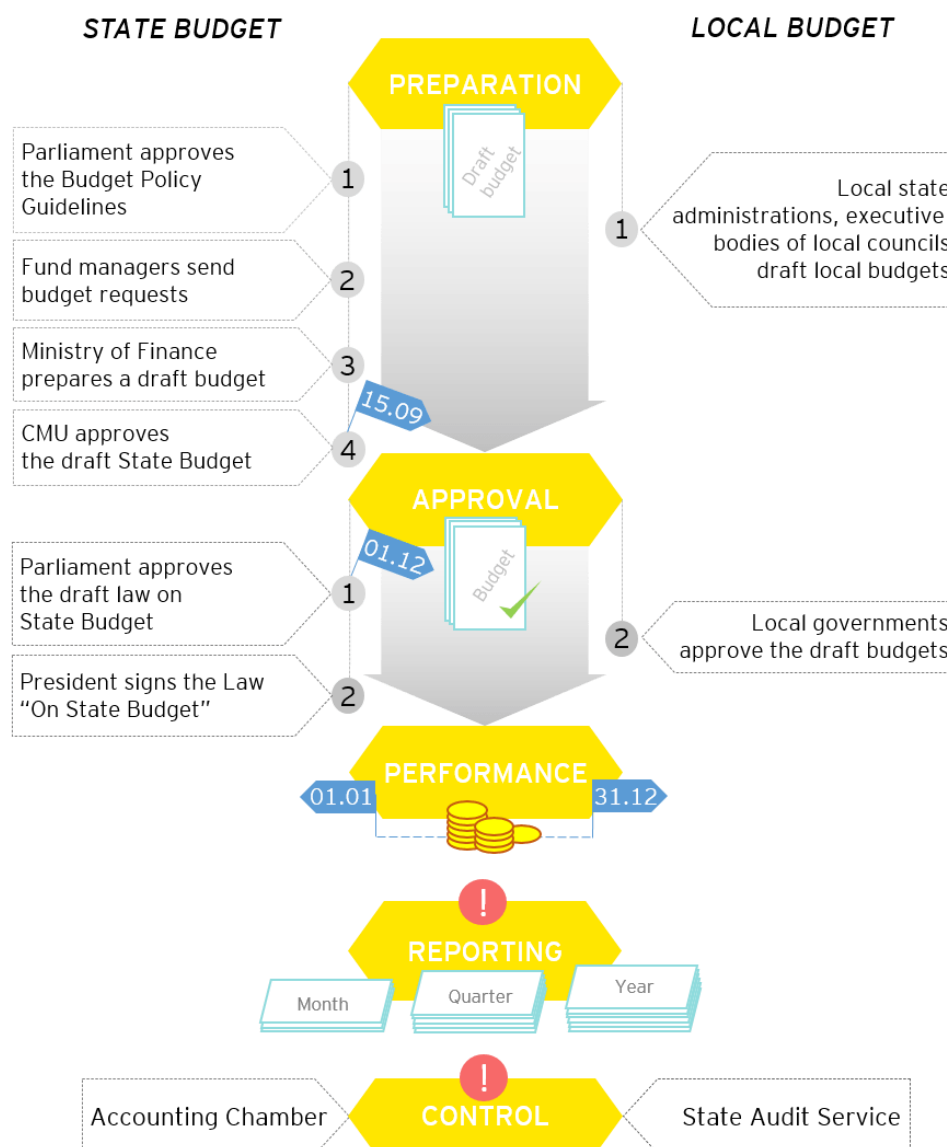 STATE BUDGET
LOCAL BUDGET
PREPARATION
Draft
budget
Parliament approves
the Budget Policy
Guidelines
1
Fund managers send
budget requests
2
Ministry of Finance
prepares a draft budget
3
CMU approves
the draft State Budget
4
15.09
1
Local state
administrations, executive
bodies of local councils
draft local budgets
APPROVAL
01.12
Budget
Parliament approves
the draft law on
State Budget
1
President signs the Law
“On State Budget”
2
2
Local governments
approve the draft budgets
PERFORMANCE
01.01
31.12
!
REPORTING
Month
Quarter
Year
!
Accounting Chamber
CONTROL
State Audit Service